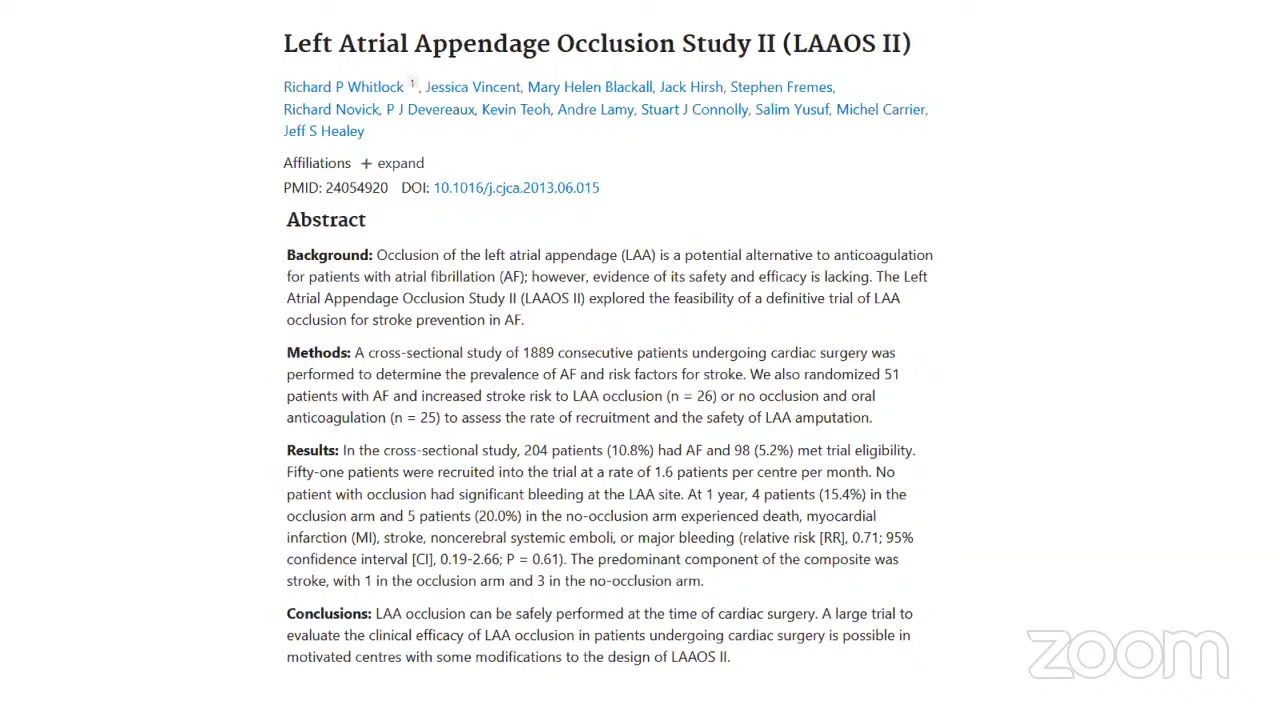 Left Atrial Appendage Occlusion Study II (LAAOS II)
Richard P Whitlock 1, Jessica Vincent, Mary Helen Blackall, Jack Hirsh, Stephen Fremes,
Richard Novick, P J Devereaux, Kevin Teoh, Andre Lamy, Stuart J Connolly, Salim Yusuf, Michel Carrier,
Jeff S Healey
Affiliations + expand
PMID: 24054920 DOI: 10.1016/j.cjca.2013.06.015
Abstract
Background: Occlusion of the left atrial appendage (LAA) is a potential alternative to anticoagulation
for patients with atrial fibrillation (AF); however, evidence of its safety and efficacy is lacking. The Left
Atrial Appendage Occlusion Study II (LAAOS II) explored the feasibility of a definitive trial of LAA
occlusion for stroke prevention in AF.
Methods: A cross-sectional study of 1889 consecutive patients undergoing cardiac surgery was
performed to determine the prevalence of AF and risk factors for stroke. We also randomized 51
patients with AF and increased stroke risk to LAA occlusion (n = 26) or no occlusion and oral
anticoagulation (n = 25) to assess the rate of recruitment and the safety of LAA amputation.
Results: In the cross-sectional study, 204 patients (10.8%) had AF and 98 (5.2%) met trial eligibility.
Fifty-one patients were recruited into the trial at a rate of 1.6 patients per centre per month. No
patient with occlusion had significant bleeding at the LAA site. At 1 year, 4 patients (15.4%) in the
occlusion arm and 5 patients (20.0%) in the no-occlusion arm experienced death, myocardial
infarction (MI), stroke, noncerebral systemic emboli, or major bleeding (relative risk [RR], 0.71; 95%
confidence interval [CI], 0.19-2.66; P = 0.61). The predominant component of the composite was
stroke, with 1 in the occlusion arm and 3 in the no-occlusion arm.
Conclusions: LAA occlusion can be safely performed at the time of cardiac surgery. A large trial to
evaluate the clinical efficacy of LAA occlusion in patients undergoing cardiac surgery is possible in
motivated centres with some modifications to the design of LAAOS II.
zoom